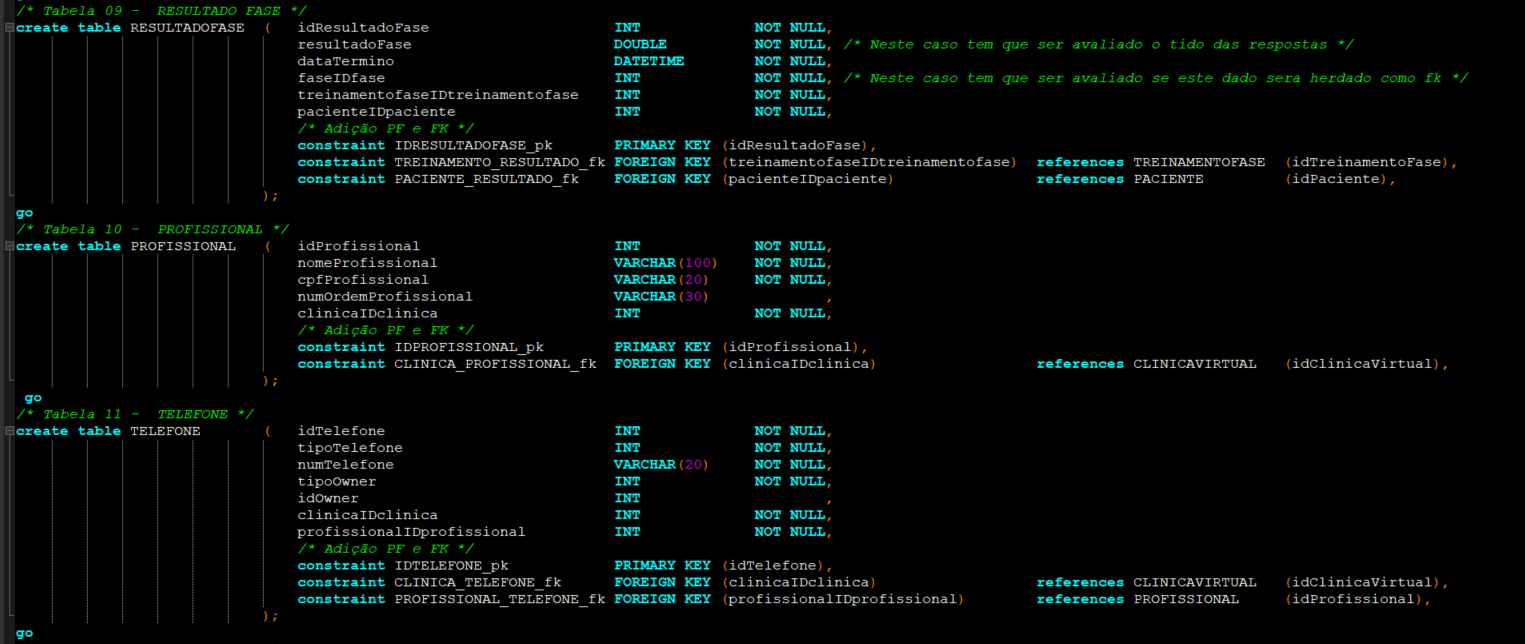 /* Tabela 09 - RESULTADO FASE */
create table RESULTADOFASE ( idResultadoFase INT NOT NULL,
resultadoFase DOUBLE NOT NULL, /* Neste caso tem que ser avaliado o tido das respostas */
dataTermino DATETIME NOT NULL,
faseIDfase INT NOT NULL, /* Neste caso tem que ser avaliado se este dado sera herdado como fk */
treinamentofaseIDtreinamentofase INT NOT NULL,
pacienteIDpaciente INT NOT NULL,
/* Adição PF e FK */
constraint IDRESULTADOFASE_pk PRIMARY KEY (idResultadoFase),
constraint TREINAMENTO_RESULTADO_fk FOREIGN KEY (treinamentofaseIDtreinamentofase) references TREINAMENTOFASE (idTreinamentoFase),
constraint PACIENTE_RESULTADO_fk FOREIGN KEY (pacienteIDpaciente) references PACIENTE (idPaciente),
);
go
/* Tabela 10 - PROFISSIONAL */
create table PROFISSIONAL ( idProfissional INT NOT NULL,
nomeProfissional VARCHAR(100) NOT NULL,
cpfProfissional VARCHAR(20) NOT NULL,
numOrdemProfissional VARCHAR(30) ,
clinicaIDclinica INT NOT NULL,
/* Adição PF e FK */
constraint IDPROFISSIONAL_pk PRIMARY KEY (idProfissional),
constraint CLINICA_PROFISSIONAL_fk FOREIGN KEY (clinicaIDclinica) references CLINICAVIRTUAL (idClinicaVirtual),
);
go
/* Tabela 11 - TELEFONE */
create table TELEFONE ( idTelefone INT NOT NULL,
tipoTelefone INT NOT NULL,
numTelefone VARCHAR(20) NOT NULL,
tipoOwner INT NOT NULL,
idOwner INT ,
clinicaIDclinica INT NOT NULL,
profissionalIDprofissional INT NOT NULL,
/* Adição PF e FK */
constraint IDTELEFONE_pk PRIMARY KEY (idTelefone),
constraint CLINICA_TELEFONE_fk FOREIGN KEY (clinicaIDclinica) references CLINICAVIRTUAL (idClinicaVirtual),
constraint PROFISSIONAL_TELEFONE_fk FOREIGN KEY (profissionalIDprofissional) references PROFISSIONAL (idProfissional),
);
go